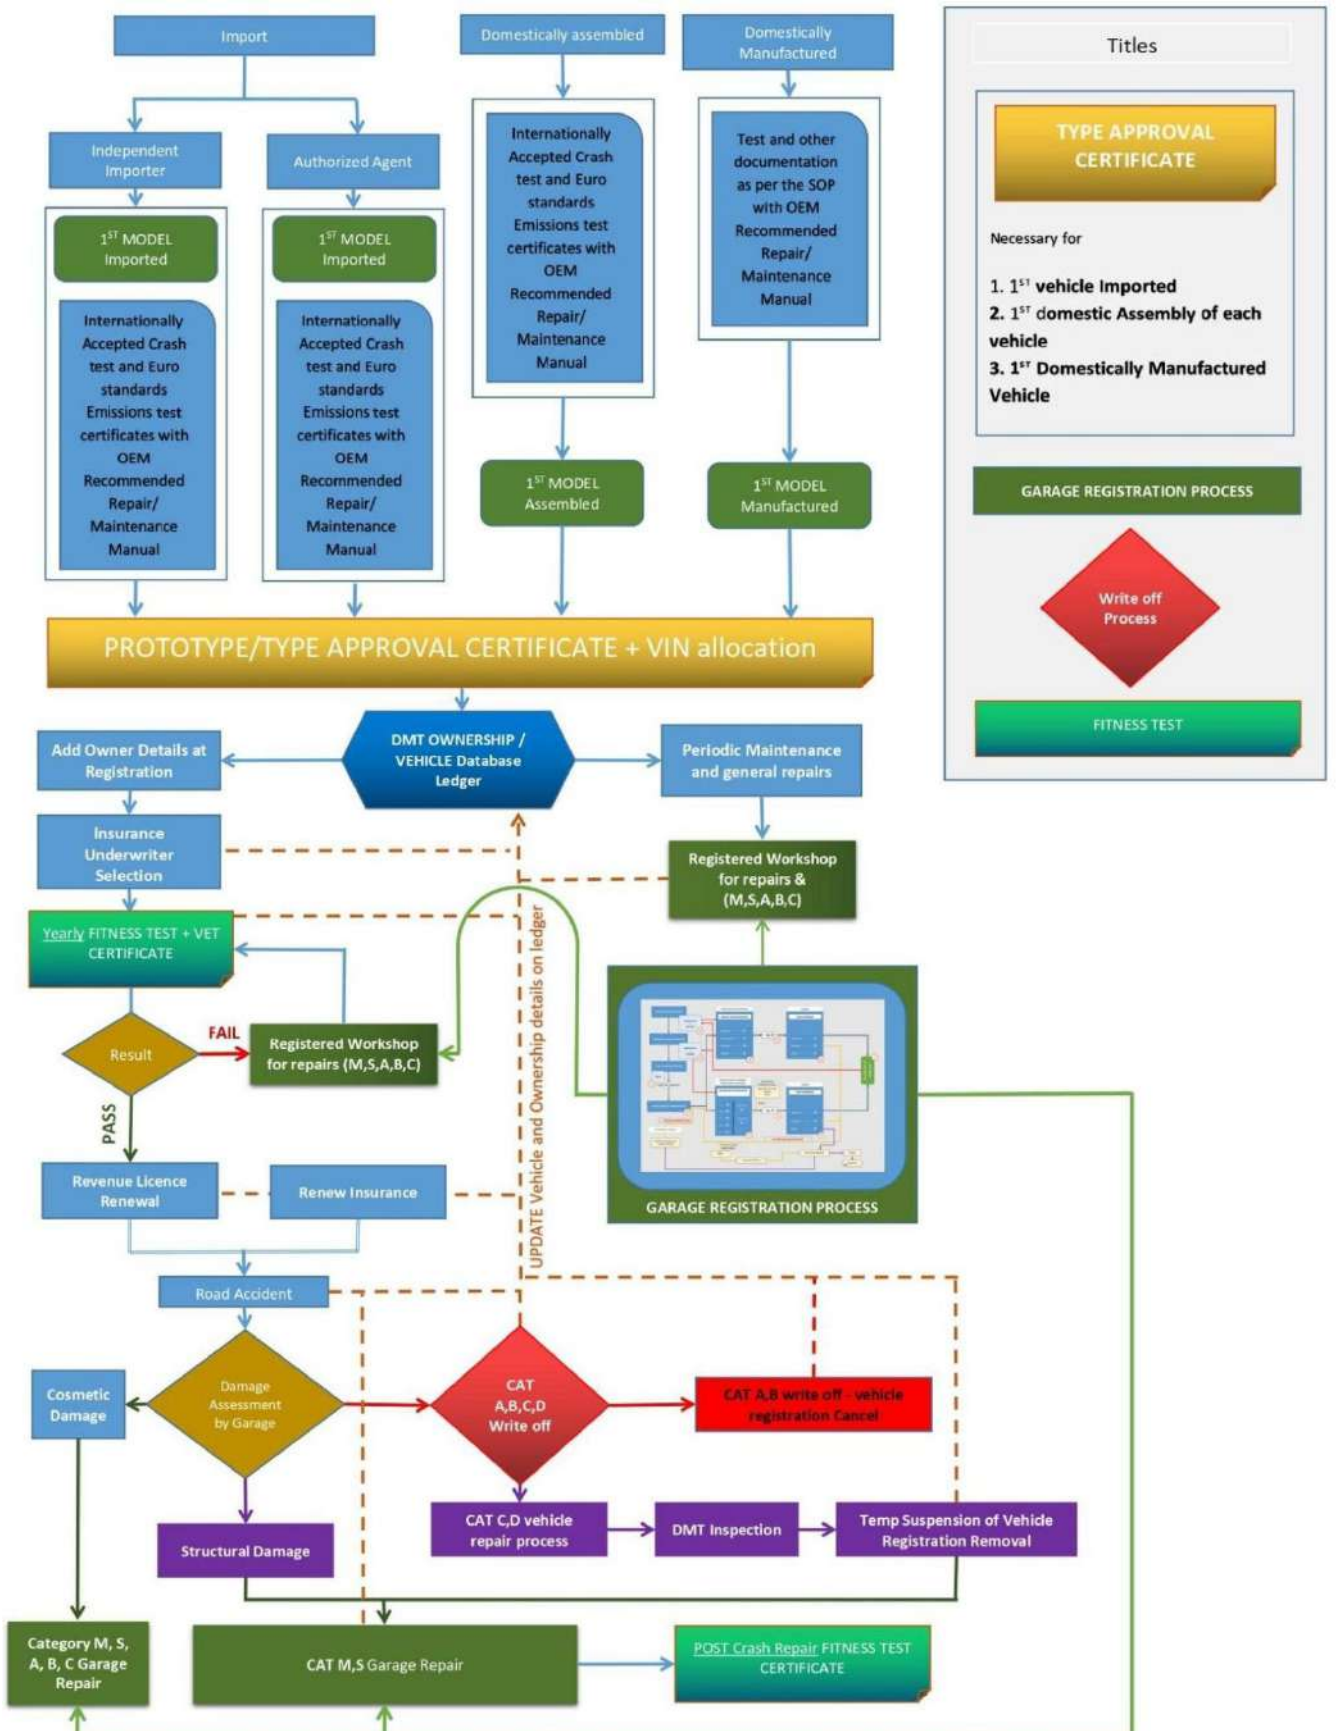 Import
Domestically assembled
Domestically
Manufactured
Independent
Importer
Authorized Agent
1ST MODEL
Imported
Internationally
Accepted Crash
test and Euro
standards
Emissions test
certificates with
OEM
Recommended
Repair/
Maintenance
Manual
1ST MODEL
Imported
Internationally
Accepted Crash
test and Euro
standards
Emissions test
certificates with
OEM
Recommended
Repair/
Maintenance
Manual
Internationally
Accepted Crash
test and Euro
standards
Emissions test
certificates with
OEM
Recommended
Repair/
Maintenance
Manual
1ST MODEL
Assembled
Test and other
documentation
as per the SOP
with OEM
Recommended
Repair/
Maintenance
Manual
1ST MODEL
Manufactured
Titles
TYPE APPROVAL
CERTIFICATE
Necessary for
1. 1ST vehicle Imported
2. 1ST domestic Assembly of each
vehicle
3. 1ST Domestically Manufactured
Vehicle
GARAGE REGISTRATION PROCESS
Write off
Process
FITNESS TEST
PROTOTYPE/TYPE APPROVAL CERTIFICATE + VIN allocation
Add Owner Details at
Registration
DMT OWNERSHIP /
VEHICLE Database
Ledger
Periodic Maintenance
and general repairs
Insurance
Underwriter
Selection
Registered Workshop
for repairs &
(M,S,A,B,C)
Yearly FITNESS TEST + VET
CERTIFICATE
Result
FAIL
Registered Workshop
for repairs (M,S,A,B,C)
PASS
UPDATE Vehicle and Ownership details on ledger
GARAGE REGISTRATION PROCESS
Revenue Licence
Renewal
Renew Insurance
Road Accident
Cosmetic
Damage
Damage
Assessment
by Garage
CAT
A,B,C,D
Write off
CAT A,B write off - vehicle
registration Cancel
Structural Damage
CAT C,D vehicle
repair process
DMT Inspection
Temp Suspension of Vehicle
Registration Removal
Category M, S,
A, B, C Garage
Repair
CAT M,S Garage Repair
POST Crash Repair FITNESS TEST
CERTIFICATE